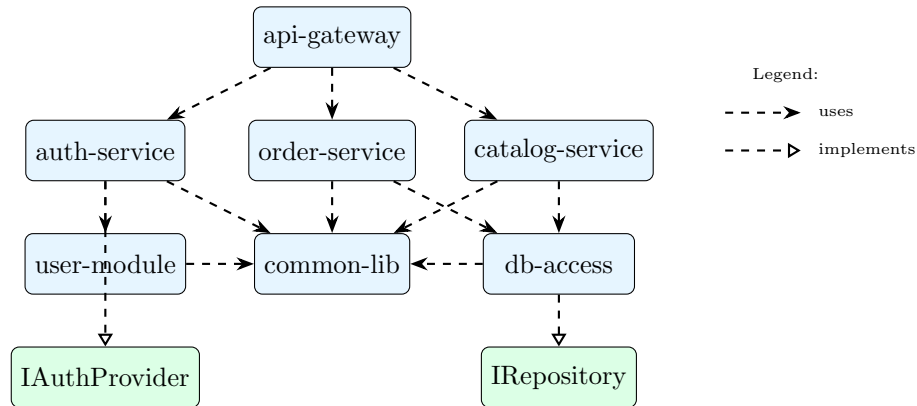 api-gateway
Legend:
uses
implements
auth-service
order-service
catalog-service
user-module
common-lib
db-access
IAuthProvider
IRepository